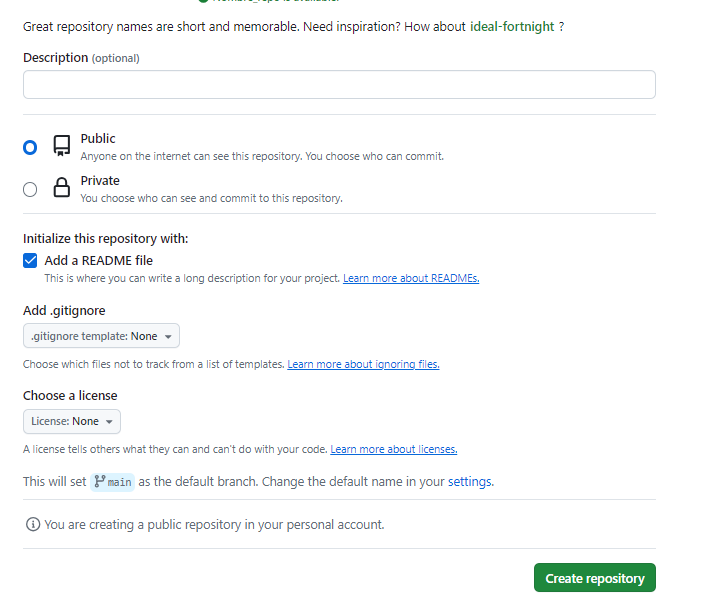 Great repository names are short and memorable. Need inspiration? How about ideal-fortnight ?
Description (optional)
Public
Anyone on the internet can see this repository. You choose who can commit.
Private
You choose who can see and commit to this repository.
Initialize this repository with:
Add a README file
This is where you can write a long description for your project. Learn more about READMEs.
Add .gitignore
.gitignore template: None
Choose which files not to track from a list of templates. Learn more about ignoring files.
Choose a license
License: None
A license tells others what they can and can't do with your code. Learn more about licenses.
This will set main as the default branch. Change the default name in your settings.
You are creating a public repository in your personal account.
Create repository